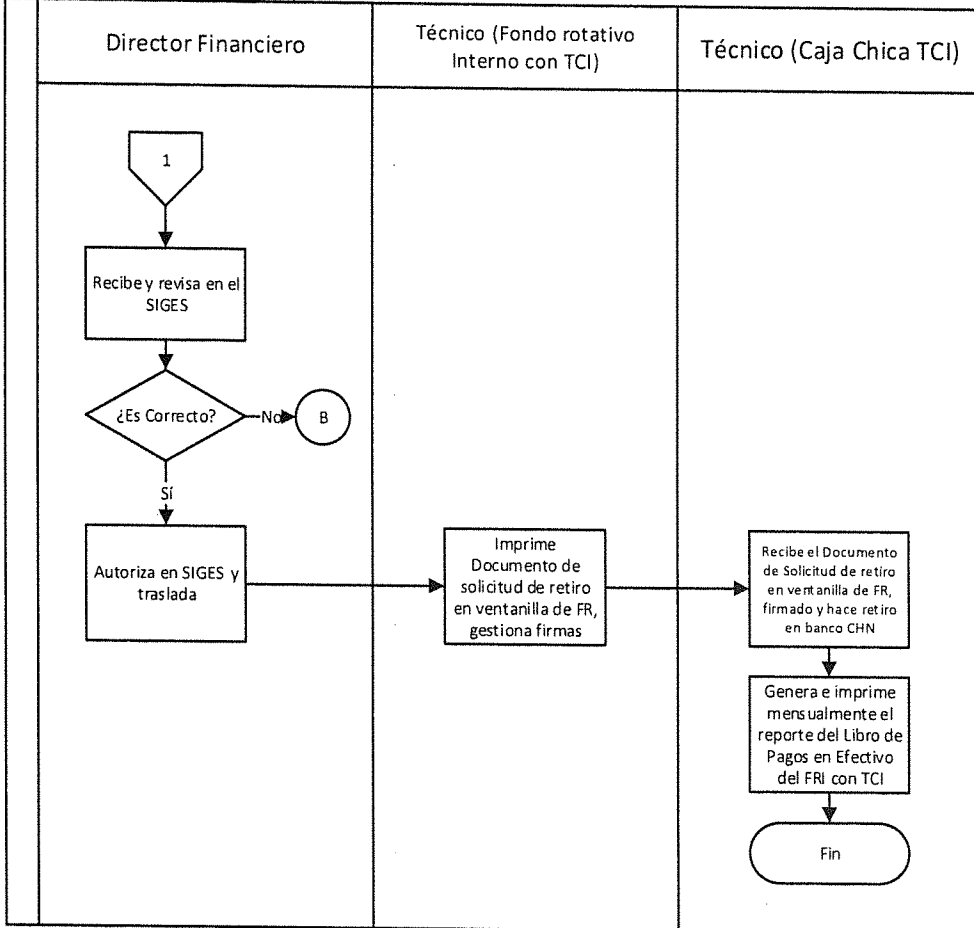 Director Financiero
Técnico (Fondo rotativo
Interno con TCI)
Técnico (Caja Chica TCI)
1
Recibe y revisa en el
SIGES
¿Es Correcto?
No
B
Sí
Autoriza en SIGES y
traslada
Imprime
Documento de
solicitud de retiro
en ventanilla de FR,
gestiona firmas
Recibe el Documento
de Solicitud de retiro
en ventanilla de FR,
firmado y hace retiro
en banco CHN
Genera e imprime
mensualmente el
reporte del Libro de
Pagos en Efectivo
del FRI con TCI
Fin